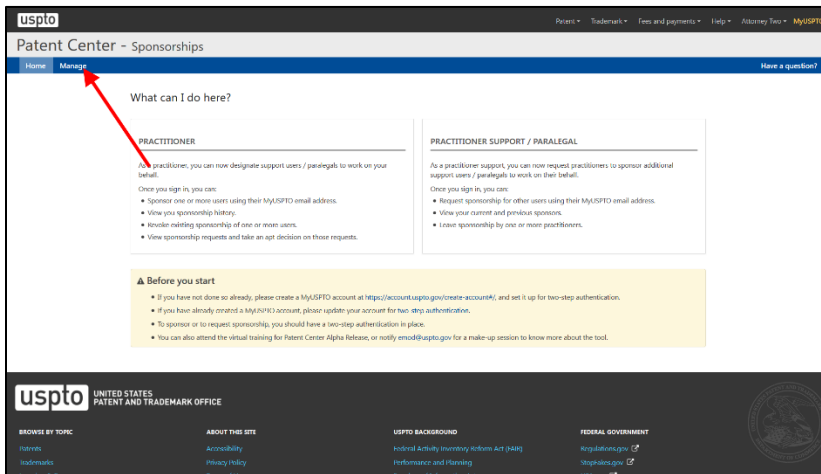 uspto
Patent Trademark Fees and payments Help Attorney Two MyUSPTO
Patent Center - Sponsorships
Home Manage Have a question?
What can I do here?
PRACTITIONER
As a practitioner, you can now designate support users / paralegals to work on your
behalf.
Once you sign in, you can:
• Sponsor one or more users using their MyUSPTO email address.
• View you sponsorship history.
• Revoke existing sponsorship of one or more users.
• View sponsorship requests and take an apt decision on those requests.
PRACTITIONER SUPPORT / PARALEGAL
As a practitioner support, you can now request practitioners to sponsor additional
support users / paralegals to work on their behalf.
Once you sign in, you can:
• Request sponsorship for other users using their MyUSPTO email address.
• View your current and previous sponsors.
• Leave sponsorship by one or more practitioners.
Before you start
• If you have not done so already, please create a MyUSPTO account at https://account.uspto.gov/create-account#/, and set it up for two-step authentication.
• If you have already created a MyUSPTO account, please update your account for two-step authentication.
• To sponsor or to request sponsorship, you should have a two-step authentication in place.
• You can also attend the virtual training for Patent Center Alpha Release, or notify emod@uspto.gov for a make-up session to know more about the tool.
uspto UNITED STATES
PATENT AND TRADEMARK OFFICE
BROWSE BY TOPIC
Patents
Trademarks
ABOUT THIS SITE
Accessibility
Privacy Policy
USPTO BACKGROUND
Federal Activity Inventory Reform Act (FAIR)
Performance and Planning
FEDERAL GOVERNMENT
Regulations.gov
StopFakes.gov